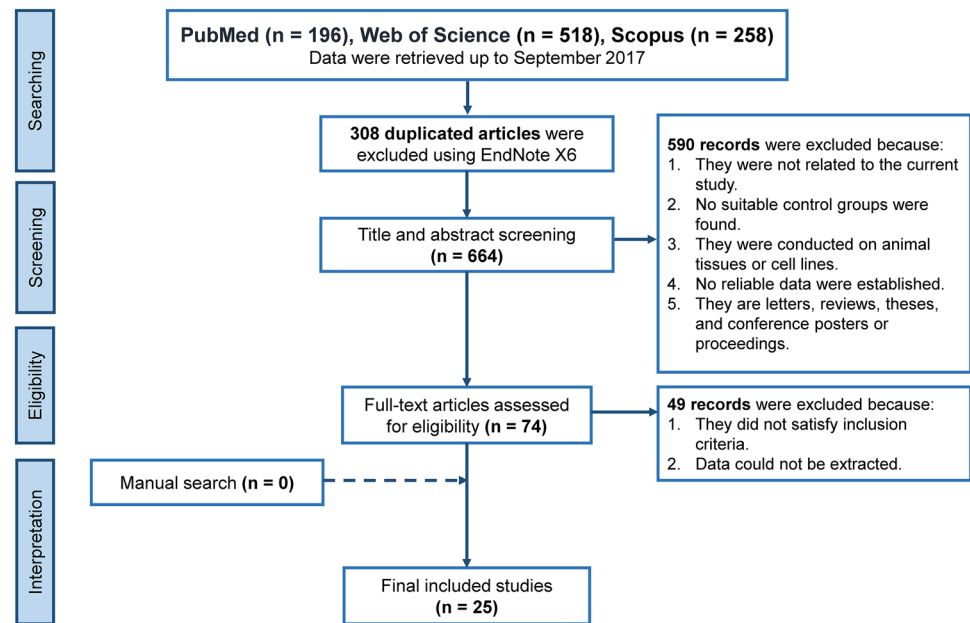 Searching
PubMed (n = 196), Web of Science (n = 518), Scopus (n = 258)
Data were retrieved up to September 2017
308 duplicated articles were
excluded using EndNote X6
590 records were excluded because:
1. They were not related to the current
study.
2. No suitable control groups were
found.
3. They were conducted on animal
tissues or cell lines.
4. No reliable data were established.
5. They are letters, reviews, theses,
and conference posters or
proceedings.
Screening
Title and abstract screening
(n = 664)
Eligibility
Full-text articles assessed
for eligibility (n = 74)
49 records were excluded because:
1. They did not satisfy inclusion
criteria.
2. Data could not be extracted.
Interpretation
Manual search (n = 0)
Final included studies
(n = 25)